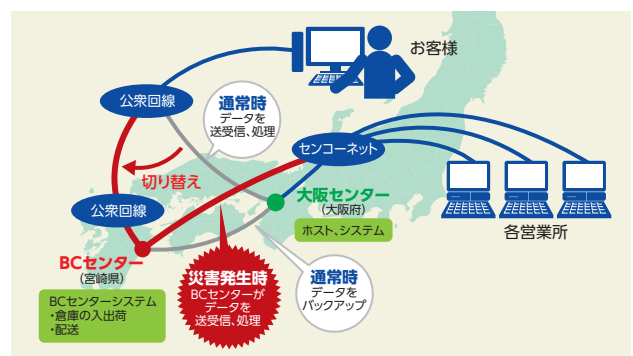 お客様
公衆回線
通常時
データを
送受信、処理
センコーネット
切り替え
大阪センター
(大阪府)
ホスト、システム
公衆回線
各営業所
BCセンター
(宮崎県)
BCセンターシステム
・倉庫の入出荷
・配送
災害発生時
BCセンターが
データを
送受信、処理
通常時
データを
バックアップ